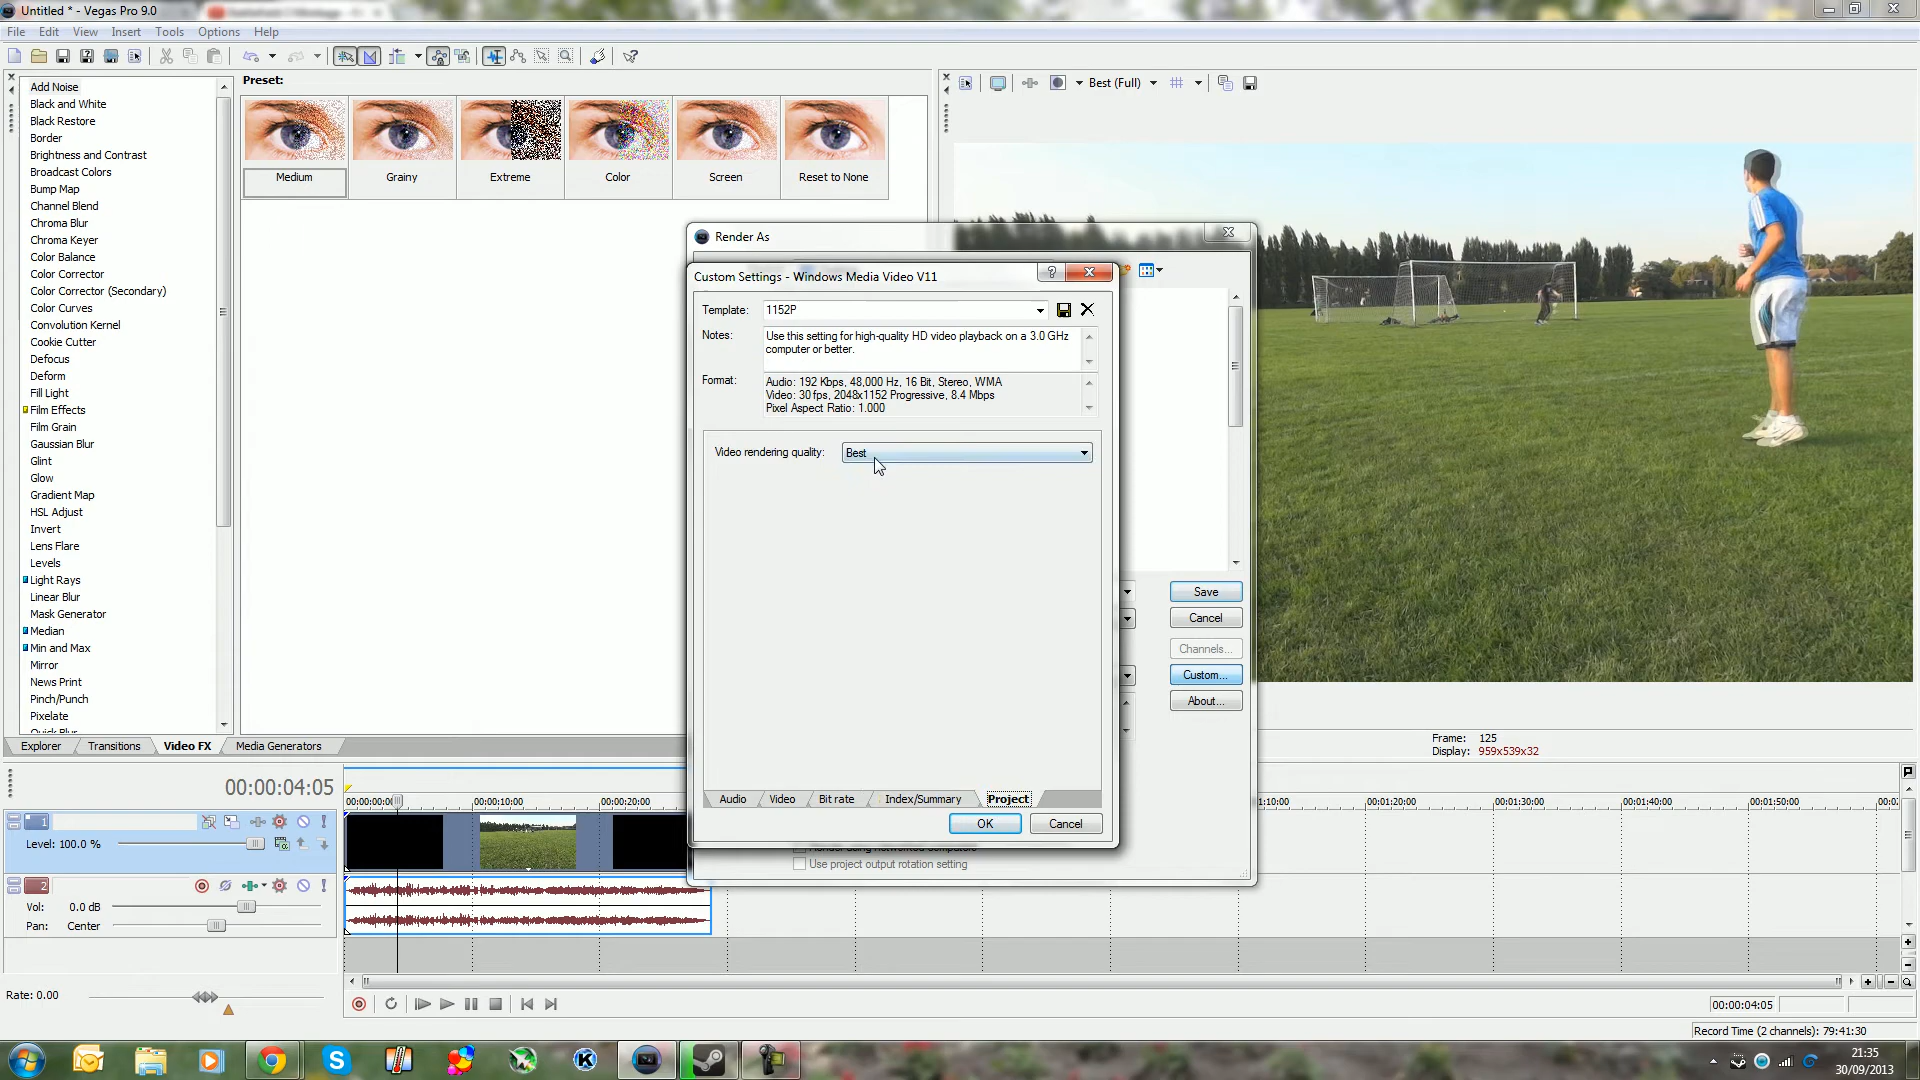 Untitled * - Vegas Pro 9.0
File Edit View Insert Tools Options Help
Add Noise
Black and White
Black Restore
Border
Brightness and Contrast
Broadcast Colors
Bump Map
Channel Blend
Chroma Blur
Chroma Keyer
Color Balance
Color Corrector
Color Corrector (Secondary)
Color Curves
Convolution Kernel
Cookie Cutter
Defocus
Deform
Fill Light
Film Effects
Film Grain
Gaussian Blur
Glint
Glow
Gradient Map
HSL Adjust
Invert
Lens Flare
Levels
Light Rays
Linear Blur
Mask Generator
Median
Min and Max
Mirror
News Print
Pinch/Punch
Pixelate
Quick Blur
Preset:
Medium Grainy Extreme Color Screen Reset to None
Explorer Transitions Video FX Media Generators
Best (Full)
Render As
Custom Settings - Windows Media Video V11
Template: 1152P
Notes: Use this setting for high-quality HD video playback on a 3.0 GHz
computer or better.
Format: Audio: 192 Kbps, 48,000 Hz, 16 Bit, Stereo, WMA
Video: 30 fps, 2048x1152 Progressive, 8.4 Mbps
Pixel Aspect Ratio: 1.000
Video rendering quality: Best
Audio Video Bit rate Index/Summary Project
OK Cancel
Save
Cancel
Channels...
Custom...
About...
Use project output rotation setting
Frame: 125
Display: 959x539x32
00:00:04:05
00:00:00:00 00:00:10:00 00:00:20:00 1:10:00 00:01:20:00 00:01:30:00 00:01:40:00 00:01:50:00 00:02
1
Level: 100.0 %
2
Vol: 0.0 dB
Pan: Center
Rate: 0.00
00:00:04:05
Record Time (2 channels): 79:41:30
21:35
30/09/2013